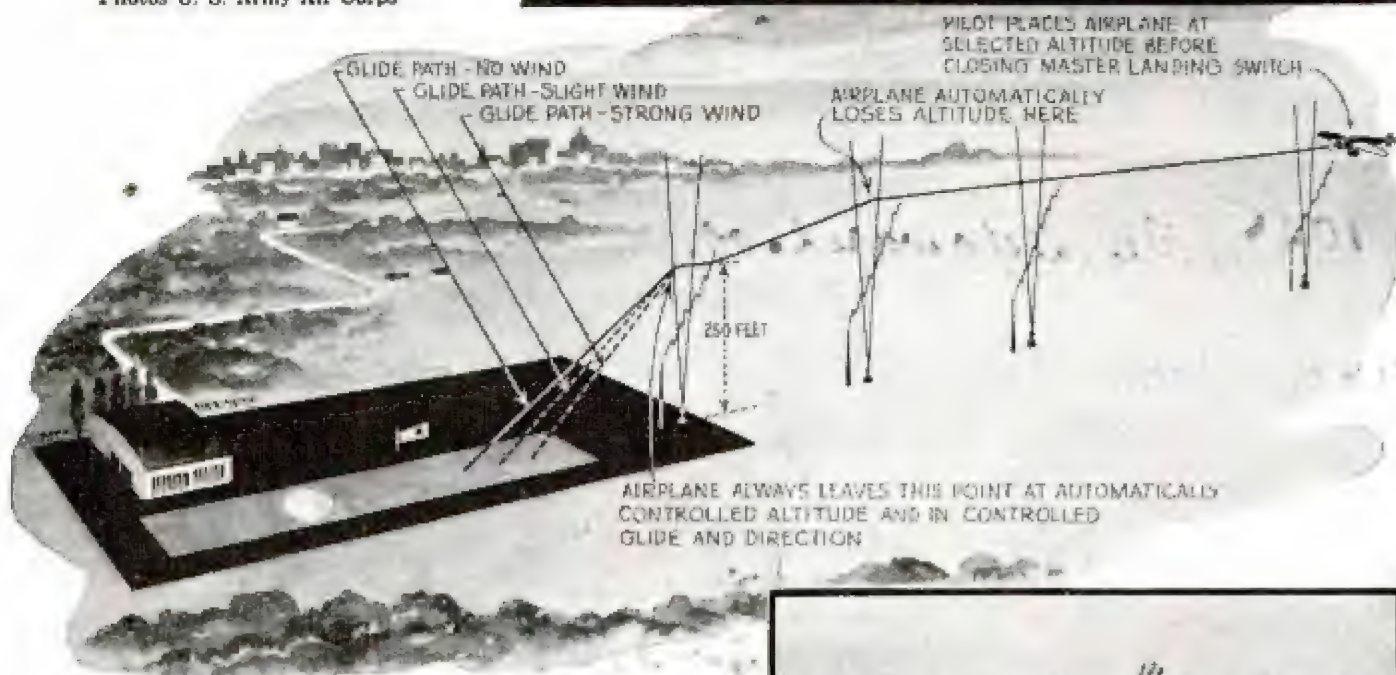 Photos U. S. Army Air Corps
PILOT PLACES AIRPLANE AT
SELECTED ALTITUDE BEFORE
CLOSING MASTER LANDING SWITCH
GLIDE PATH - NO WIND
GLIDE PATH - SLIGHT WIND
GLIDE PATH - STRONG WIND
AIRPLANE AUTOMATICALLY
LOSES ALTITUDE HERE
250 FEET
AIRPLANE ALWAYS LEAVES THIS POINT AT AUTOMATICALLY
CONTROLLED ALTITUDE AND IN CONTROLLED
GLIDE AND DIRECTION